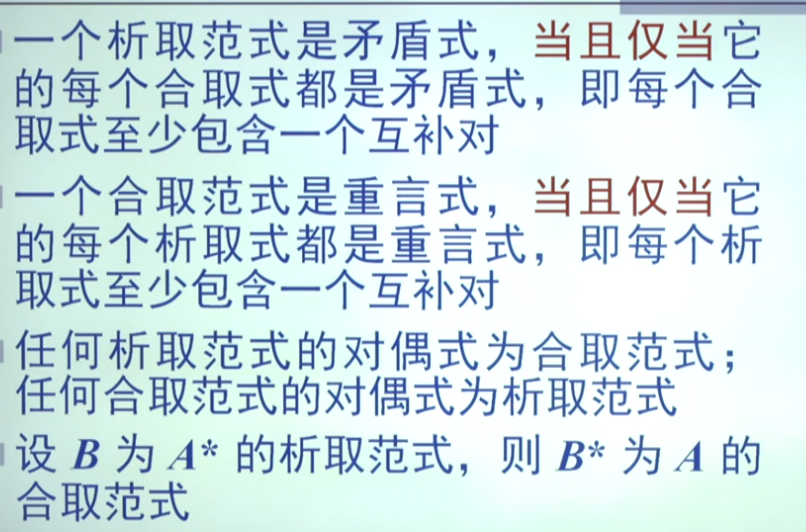 一个析取范式是矛盾式，当且仅当它
的每个合取式都是矛盾式，即每个合
取式至少包含一个互补对
一个合取范式是重言式，当且仅当它
的每个析取式都是重言式，即每个析
取式至少包含一个互补对
任何析取范式的对偶式为合取范式；
任何合取范式的对偶式为析取范式
设 B 为 A* 的析取范式，则 B* 为 A 的
合取范式